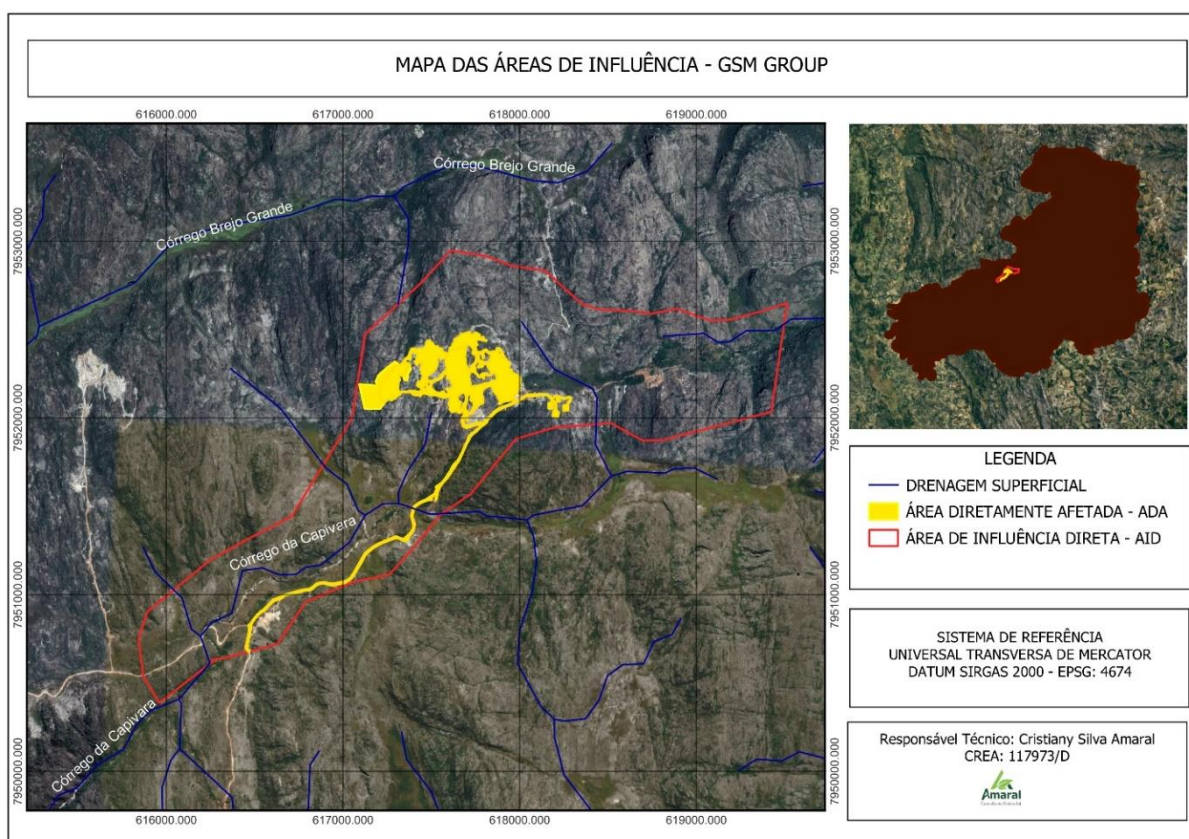 MAPA DAS ÁREAS DE INFLUÊNCIA - GSM GROUP
616000.000
617000.000
618000.000
619000.000
7953000.000
7952000.000
7951000.000
7950000.000
Córrego Brejo Grande
Córrego Brejo Grande
Córrego da Capivara
Córrego da Capivara
7953000.000
7952000.000
7951000.000
7950000.000
616000.000
617000.000
618000.000
619000.000
LEGENDA
DRENAGEM SUPERFICIAL
ÁREA DIRETAMENTE AFETADA - ADA
ÁREA DE INFLUÊNCIA DIRETA - AID
SISTEMA DE REFERÊNCIA
UNIVERSAL TRANSVERSA DE MERCATOR
DATUM SIRGAS 2000 - EPSG: 4674
Responsável Técnico: Cristiany Silva Amaral
CREA: 117973/D
Amaral